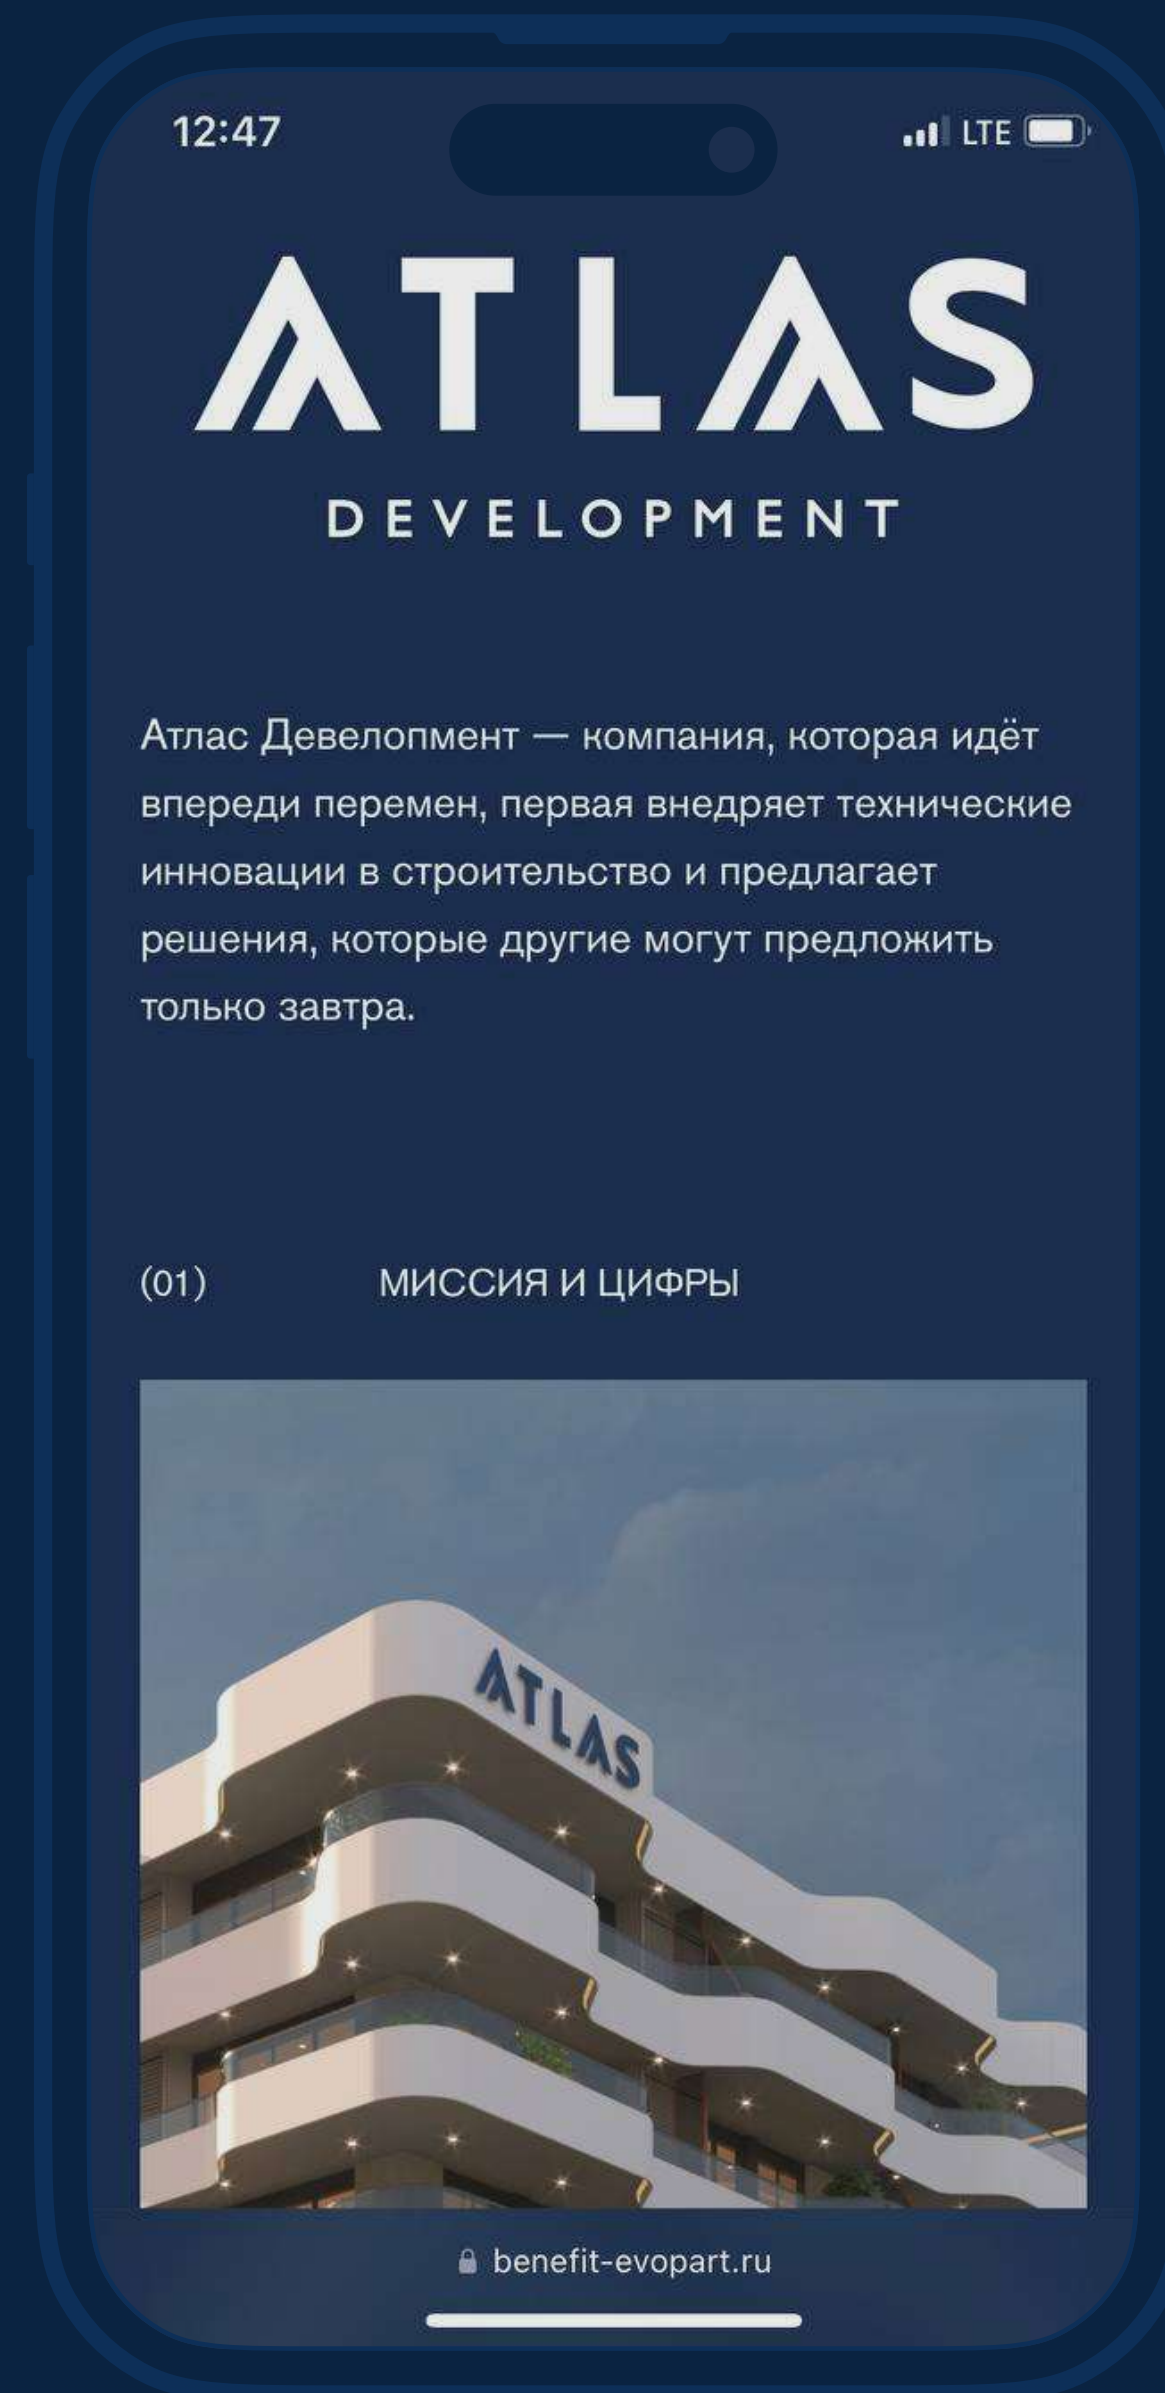 12:47
LTE
ATLAS
DEVELOPMENT
Атлас Девелопмент — компания, которая идёт
впереди перемен, первая внедряет технические
инновации в строительство и предлагает
решения, которые другие могут предложить
только завтра.
(01) МИССИЯ И ЦИФРЫ
ATLAS
benefit-evopart.ru